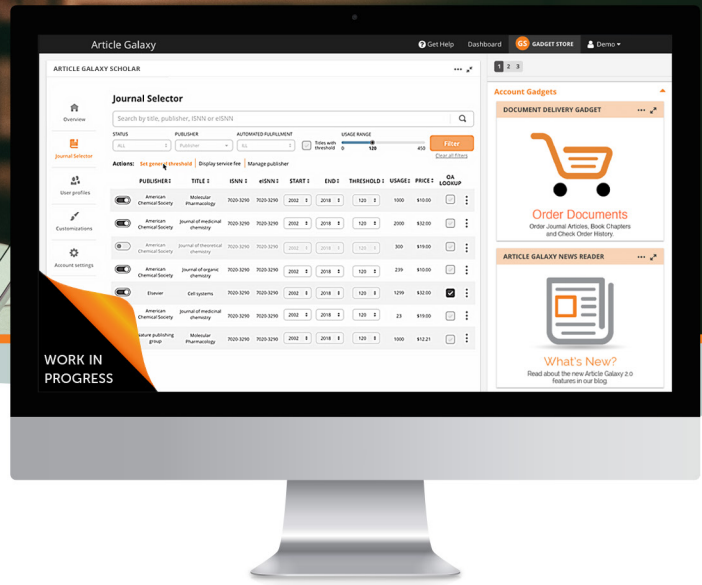 Article Galaxy
Get Help Dashboard GS GADGET STORE Demo
ARTICLE GALAXY SCHOLAR
1 2 3
Overview
Journal Selector
User profiles
Customizations
Account settings
Journal Selector
Search by title, publisher, ISNN or eISNN
STATUS PUBLISHER AUTOMATED FULFILLMENT USAGE RANGE
ALL Publisher ALL Titles with threshold 0 120 450 Filter
Clear all filters
Actions: Set general threshold Display service fee Manage publisher
PUBLISHER TITLE ISNN eISNN START END THRESHOLD USAGE PRICE OA LOOKUP
American Chemical Society Molecular Pharmacology 7020-3290 7020-3290 2002 2018 120 1000 $10.00
American Chemical Society Journal of medicinal chemistry 7020-3290 7020-3290 2002 2018 120 2000 $32.00
American Chemical Society Journal of theoretical chemistry 7020-3290 7020-3290 2002 2018 120 300 $19.00
American Chemical Society Journal of organic chemistry 7020-3290 7020-3290 2002 2018 120 239 $10.00
Elsevier Cell systems 7020-3290 7020-3290 2002 2018 120 1299 $32.00
American Chemical Society Journal of medicinal chemistry 7020-3290 7020-3290 2002 2018 120 23 $19.00
publishing group Molecular Pharmacology 7020-3290 7020-3290 2002 2018 120 1000 $12.21
WORK IN
PROGRESS
Account Gadgets
DOCUMENT DELIVERY GADGET
Order Documents
Order Journal Articles, Book Chapters
and Check Order History.
ARTICLE GALAXY NEWS READER
What's New?
Read about the new Article Galaxy 2.0
features in our blog